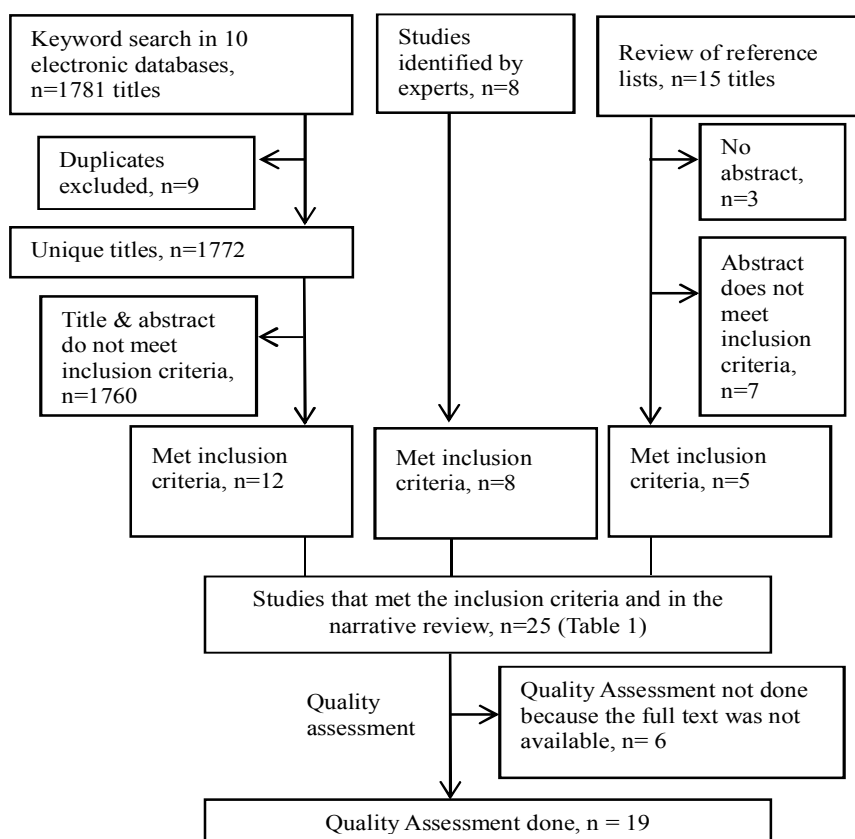 Keyword search in 10
electronic databases,
n=1781 titles
Studies
identified by
experts, n=8
Review of reference
lists, n=15 titles
Duplicates
excluded, n=9
No
abstract,
n=3
Unique titles, n=1772
Title & abstract
do not meet
inclusion criteria,
n=1760
Abstract
does not
meet
inclusion
criteria,
n=7
Met inclusion
criteria, n=12
Met inclusion
criteria, n=8
Met inclusion
criteria, n=5
Studies that met the inclusion criteria and in the
narrative review, n=25 (Table 1)
Quality
assessment
Quality Assessment not done
because the full text was not
available, n= 6
Quality Assessment done, n = 19